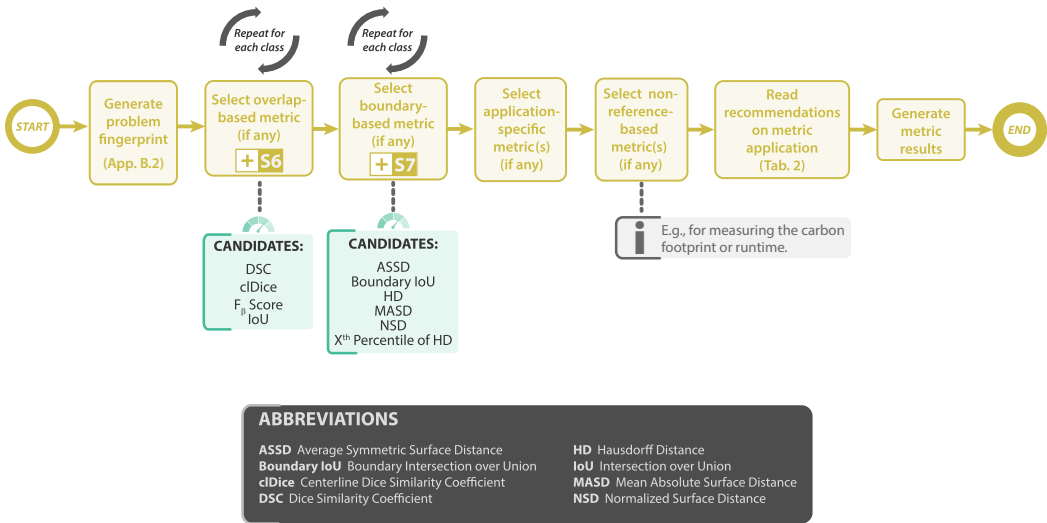 Repeat for
each class
Repeat for
each class
START
Generate
problem
fingerprint
(App. B.2)
Select overlap-
based metric
(if any)
+ S6
Select
boundary-
based metric
(if any)
+ S7
Select
application-
specific
metric(s)
(if any)
Select non-
reference-
based
metric(s)
(if any)
Read
recommendations
on metric
application
(Tab. 2)
Generate
metric
results
END
CANDIDATES:
DSC
clDice
Fβ Score
IoU
CANDIDATES:
ASSD
Boundary IoU
HD
MASD
NSD
Xth Percentile of HD
i
E.g., for measuring the carbon
footprint or runtime.
ABBREVIATIONS
ASSD Average Symmetric Surface Distance
Boundary IoU Boundary Intersection over Union
clDice Centerline Dice Similarity Coefficient
DSC Dice Similarity Coefficient
HD Hausdorff Distance
IoU Intersection over Union
MASD Mean Absolute Surface Distance
NSD Normalized Surface Distance